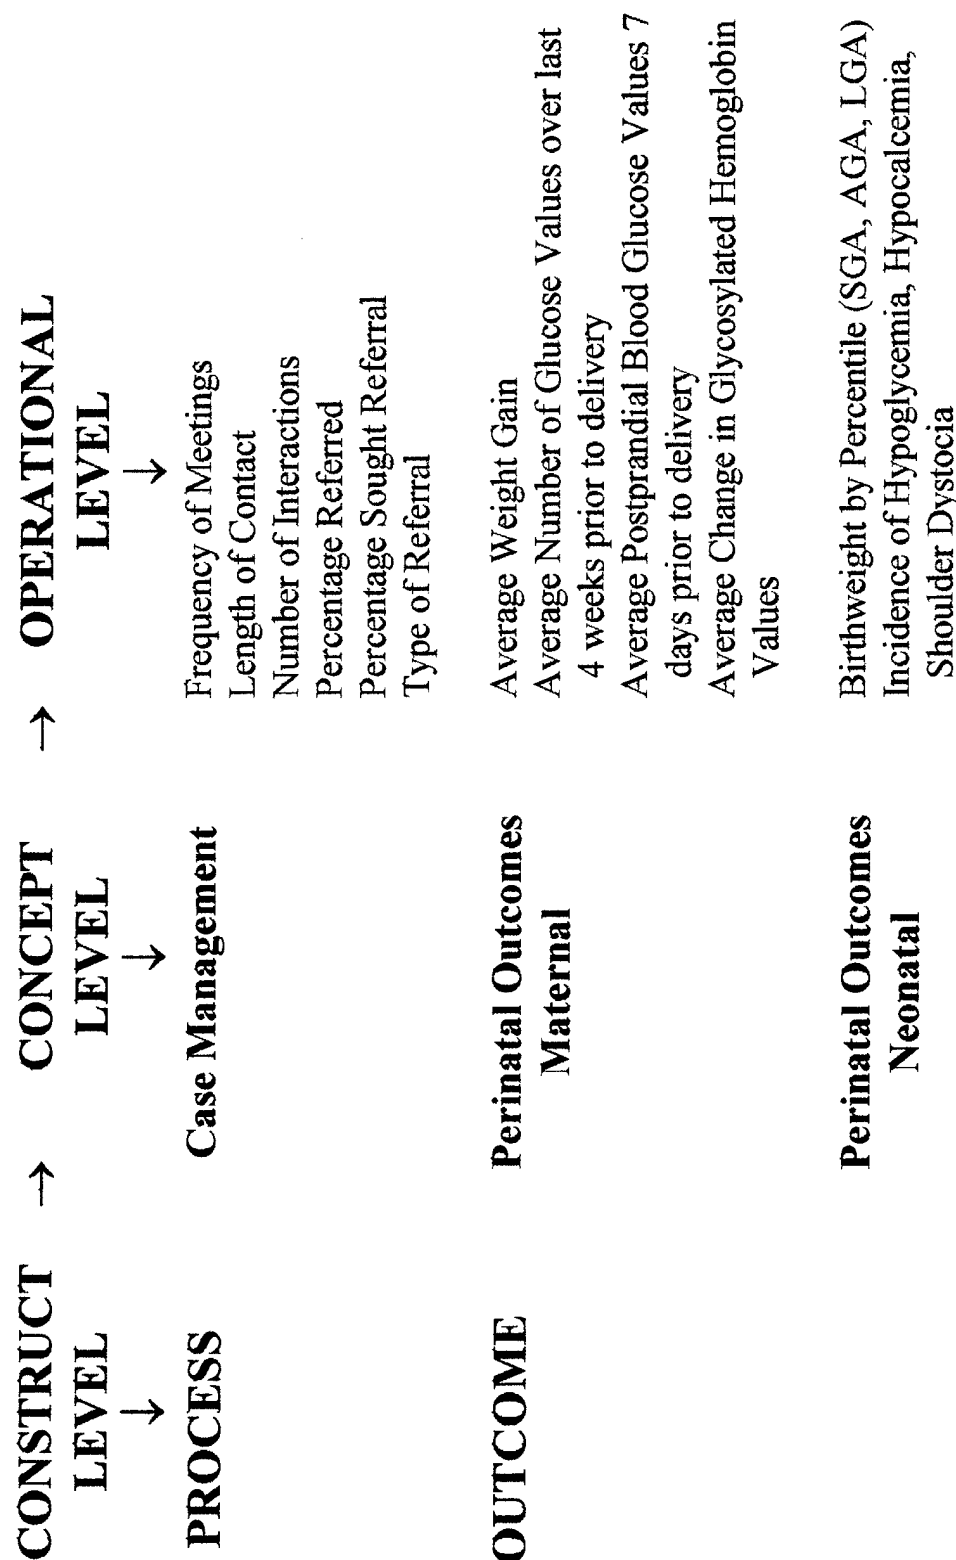 CONSTRUCT → CONCEPT → OPERATIONAL
LEVEL LEVEL LEVEL
↓ ↓ ↓
PROCESS Case Management Frequency of Meetings
Length of Contact
Number of Interactions
Percentage Referred
Percentage Sought Referral
Type of Referral
OUTCOME Perinatal Outcomes Average Weight Gain
Maternal Average Number of Glucose Values over last
4 weeks prior to delivery
Average Postprandial Blood Glucose Values 7
days prior to delivery
Average Change in Glycosylated Hemoglobin
Values
Perinatal Outcomes Birthweight by Percentile (SGA, AGA, LGA)
Neonatal Incidence of Hypoglycemia, Hypocalcemia,
Shoulder Dystocia